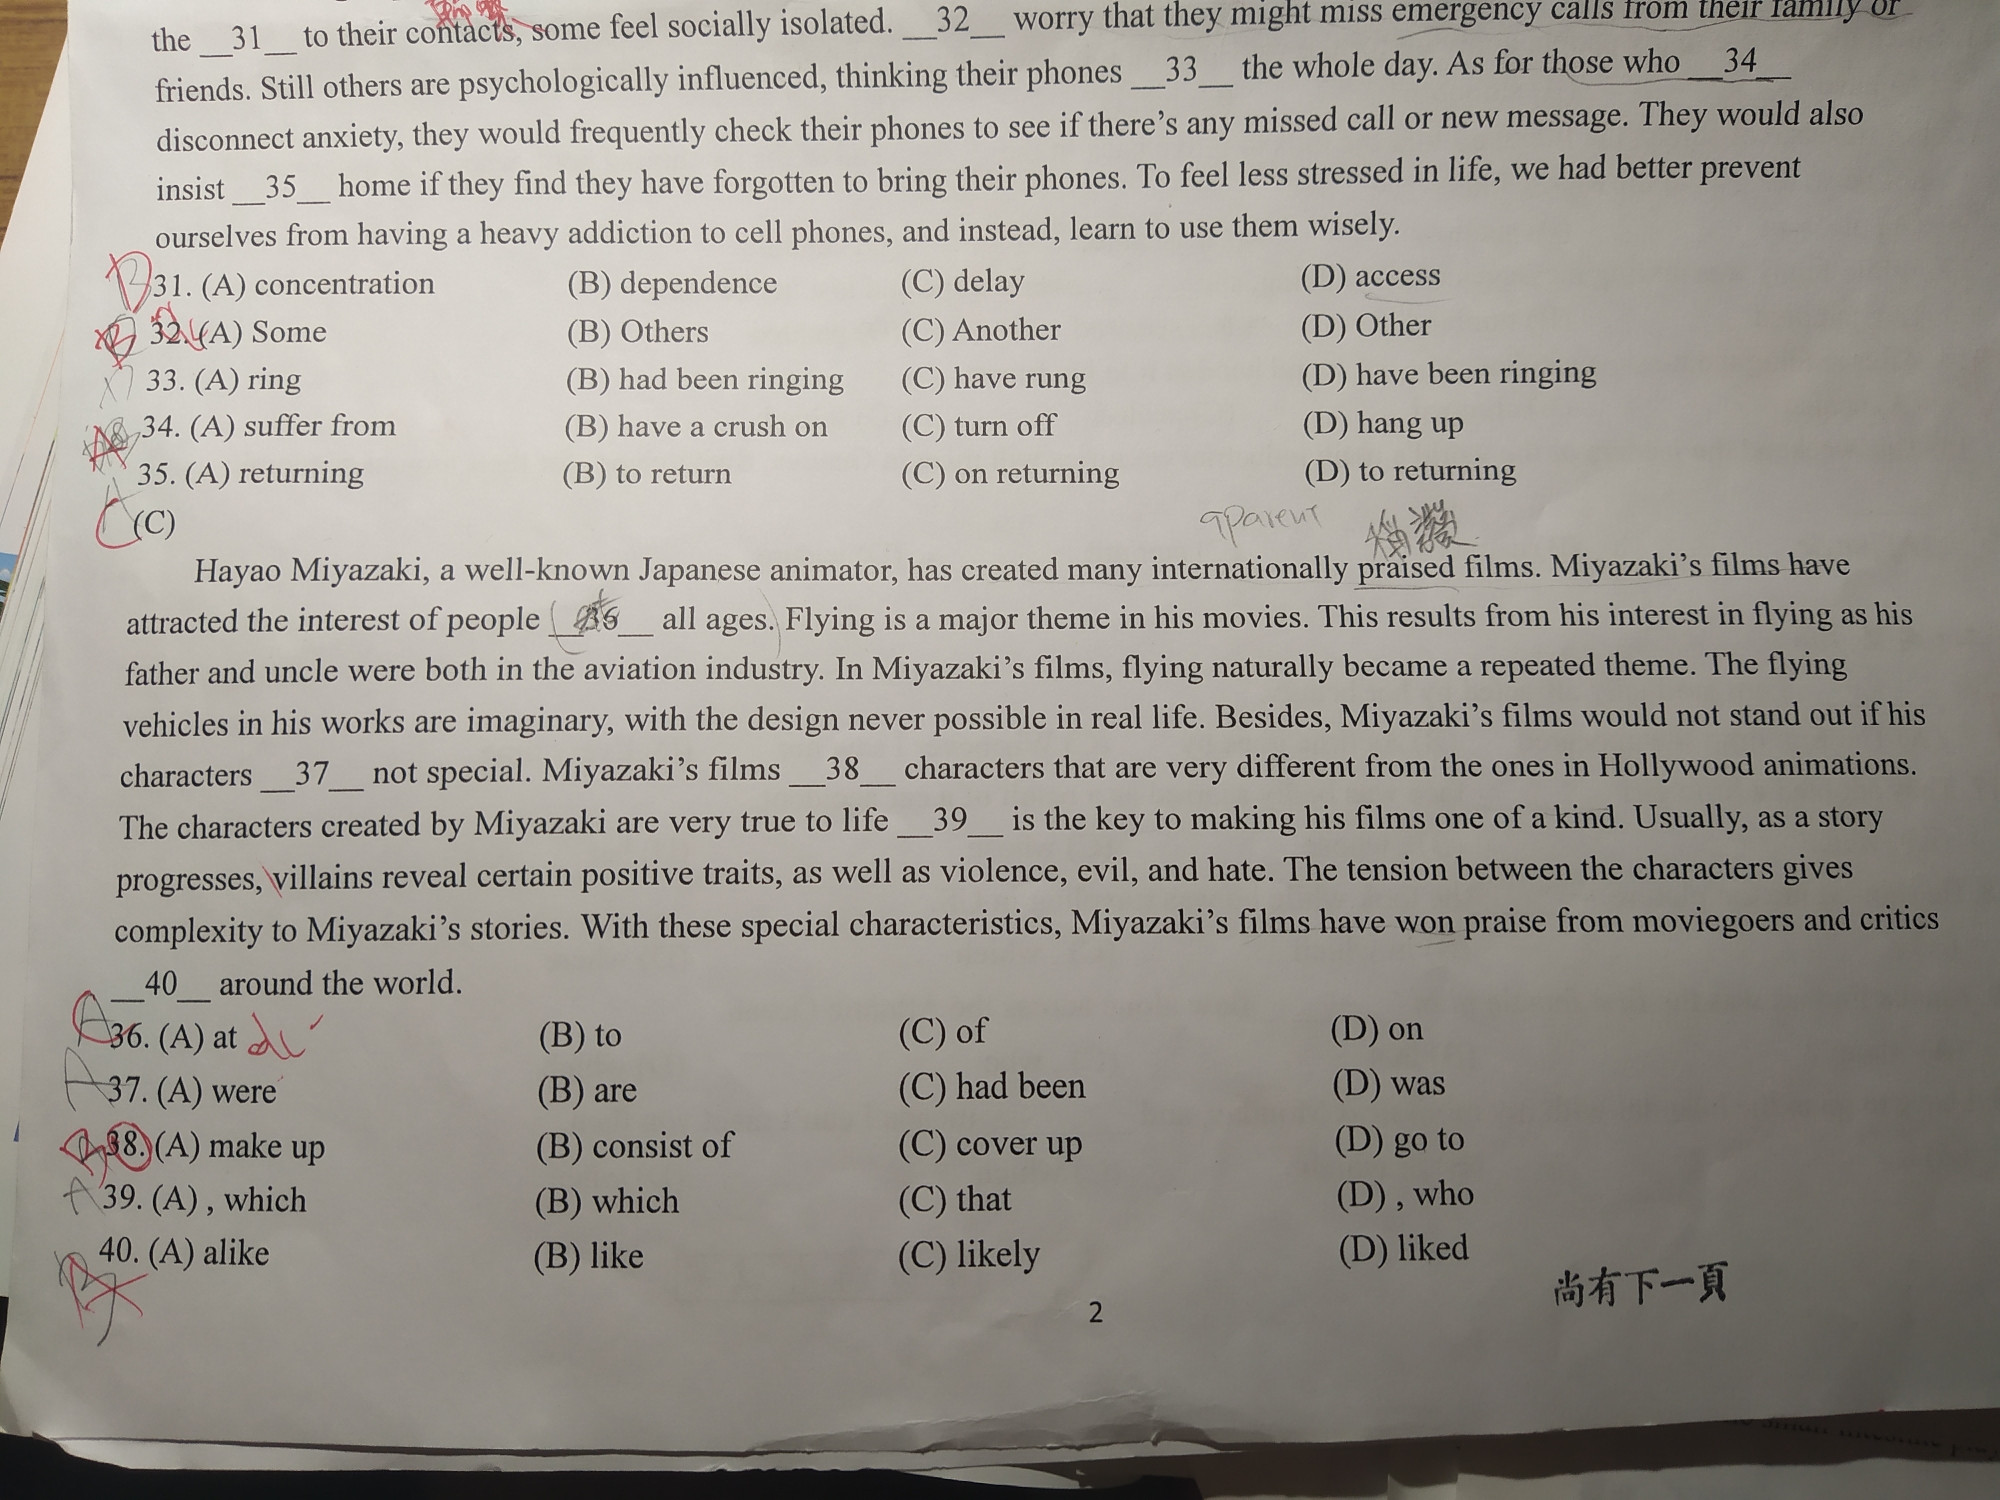 the __31__ to their contacts, some feel socially isolated. __32__ worry that they might miss emergency calls from their family or
friends. Still others are psychologically influenced, thinking their phones __33__ the whole day. As for those who __34__
disconnect anxiety, they would frequently check their phones to see if there's any missed call or new message. They would also
insist __35__ home if they find they have forgotten to bring their phones. To feel less stressed in life, we had better prevent
ourselves from having a heavy addiction to cell phones, and instead, learn to use them wisely.
B 31. (A) concentration (B) dependence (C) delay (D) access
B 32. (A) Some (B) Others (C) Another (D) Other
33. (A) ring (B) had been ringing (C) have rung (D) have been ringing
A 34. (A) suffer from (B) have a crush on (C) turn off (D) hang up
35. (A) returning (B) to return (C) on returning (D) to returning
C (C)
aparent
Hayao Miyazaki, a well-known Japanese animator, has created many internationally praised films. Miyazaki's films have
attracted the interest of people __36__ all ages. Flying is a major theme in his movies. This results from his interest in flying as his
father and uncle were both in the aviation industry. In Miyazaki's films, flying naturally became a repeated theme. The flying
vehicles in his works are imaginary, with the design never possible in real life. Besides, Miyazaki's films would not stand out if his
characters __37__ not special. Miyazaki's films __38__ characters that are very different from the ones in Hollywood animations.
The characters created by Miyazaki are very true to life __39__ is the key to making his films one of a kind. Usually, as a story
progresses, villains reveal certain positive traits, as well as violence, evil, and hate. The tension between the characters gives
complexity to Miyazaki's stories. With these special characteristics, Miyazaki's films have won praise from moviegoers and critics
__40__ around the world.
36. (A) at (B) to (C) of (D) on
A 37. (A) were (B) are (C) had been (D) was
B 38. (A) make up (B) consist of (C) cover up (D) go to
A 39. (A) , which (B) which (C) that (D) , who
40. (A) alike (B) like (C) likely (D) liked
尚有下一頁
2